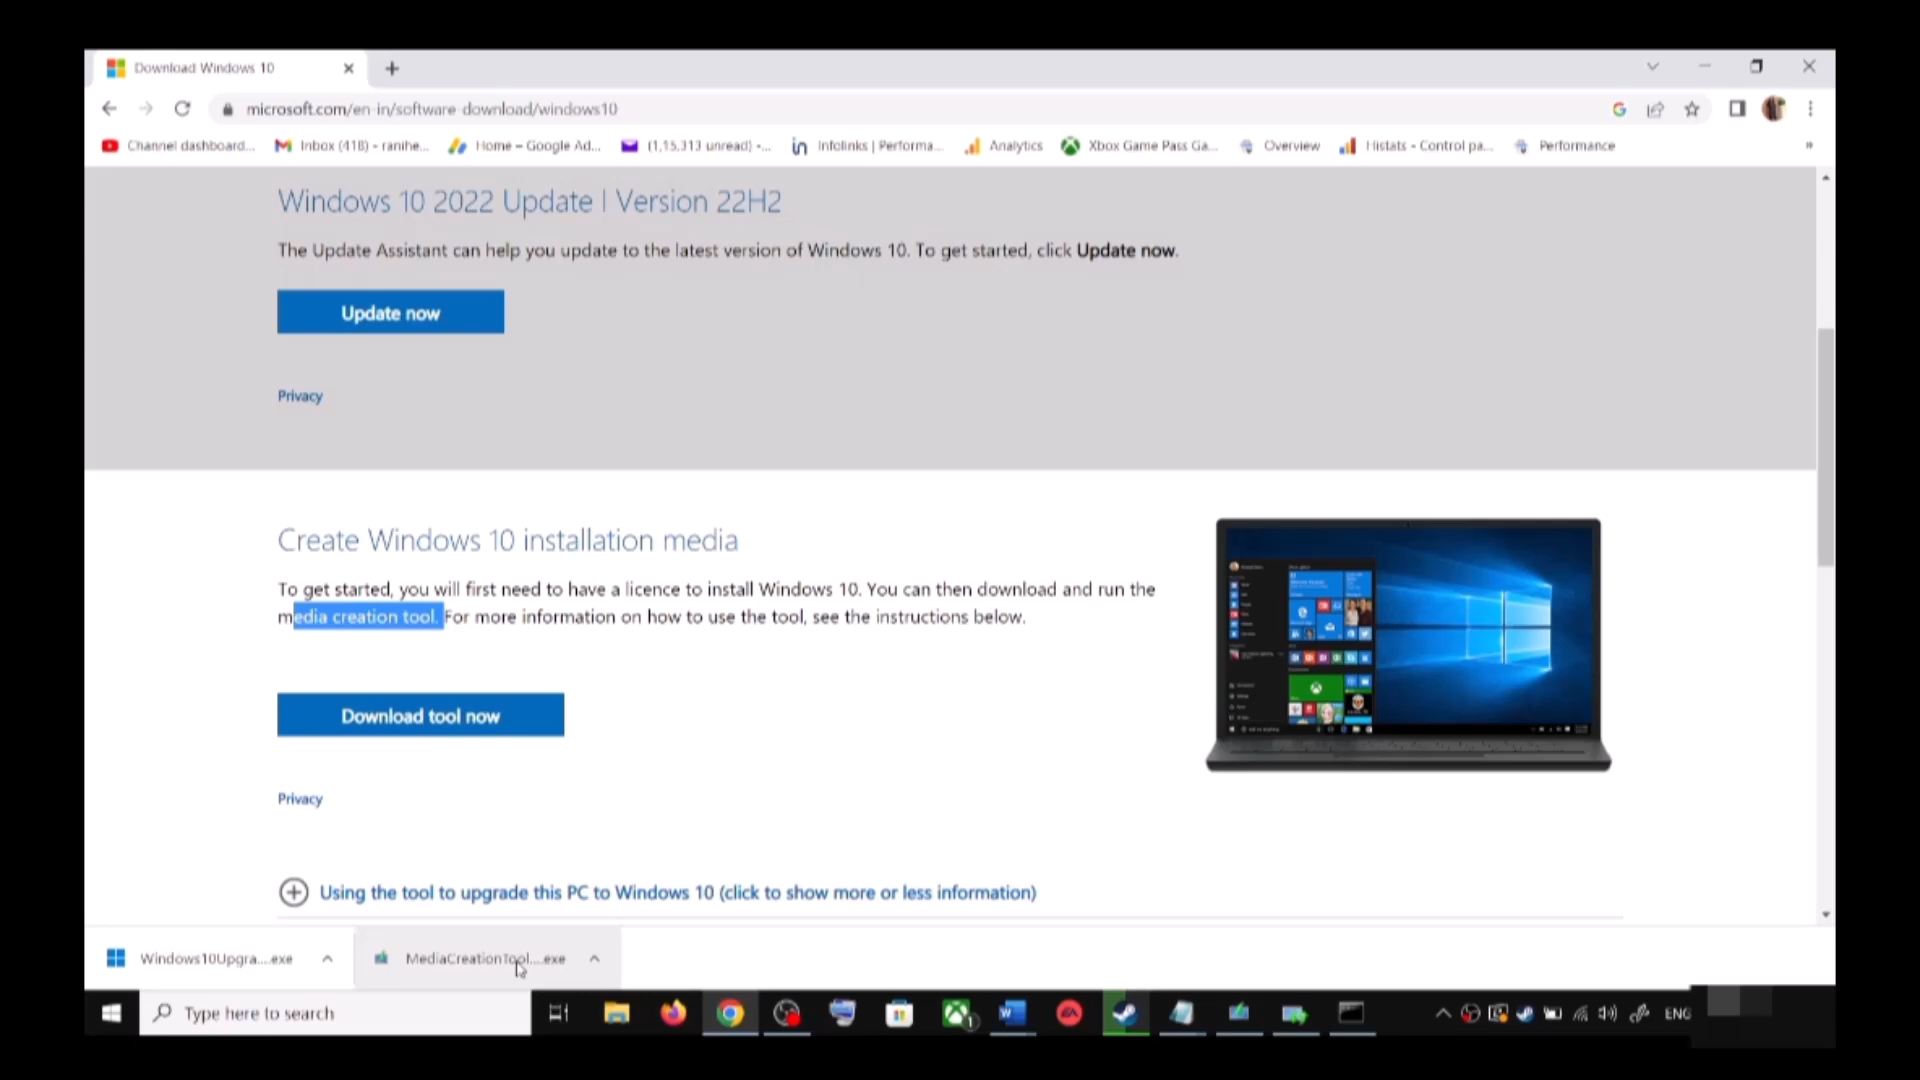 Download Windows 10
microsoft.com/en-in/software-download/windows10
Channel dashboard...
Inbox (418) - ranihe...
Home – Google Ad...
(1,15,313 unread) -...
Infolinks | Performa...
Analytics
Xbox Game Pass Ga...
Overview
Histats - Control pa...
Performance
Windows 10 2022 Update | Version 22H2
The Update Assistant can help you update to the latest version of Windows 10. To get started, click Update now.
Update now
Privacy
Create Windows 10 installation media
To get started, you will first need to have a licence to install Windows 10. You can then download and run the
media creation tool. For more information on how to use the tool, see the instructions below.
Download tool now
Privacy
Using the tool to upgrade this PC to Windows 10 (click to show more or less information)
Windows10Upgra....exe
MediaCreationTool....exe
Type here to search
ENG